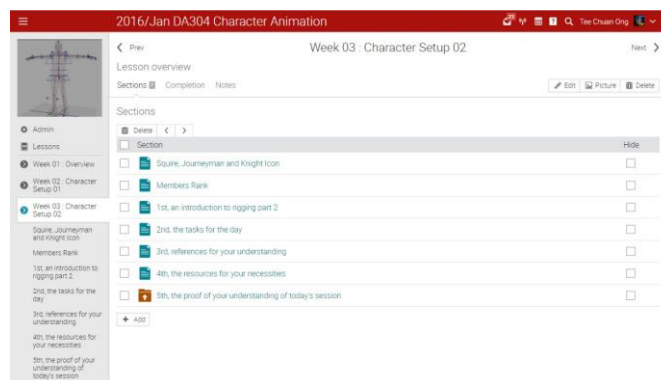 2016/Jan DA304 Character Animation
Tee Chuan Ong
Prev
Week 03 : Character Setup 02
Next
Lesson overview
Sections
Completion
Notes
Edit
Picture
Delete
Sections
Delete
Section
Hide
Squire, Journeyman and Knight Icon
Members Rank
1st, an introduction to rigging part 2
2nd, the tasks for the day
3rd, references for your understanding
4th, the resources for your necessities
5th, the proof of your understanding of today's session
Add
Admin
Lessons
Week 01 : Overview
Week 02 : Character
Setup 01
Week 03 : Character
Setup 02
Squire, Journeyman
and Knight Icon
Members Rank
1st, an introduction to
rigging part 2
2nd, the tasks for the
day
3rd, references for your
understanding
4th, the resources for
your necessities
5th, the proof of your
understanding of
today's session